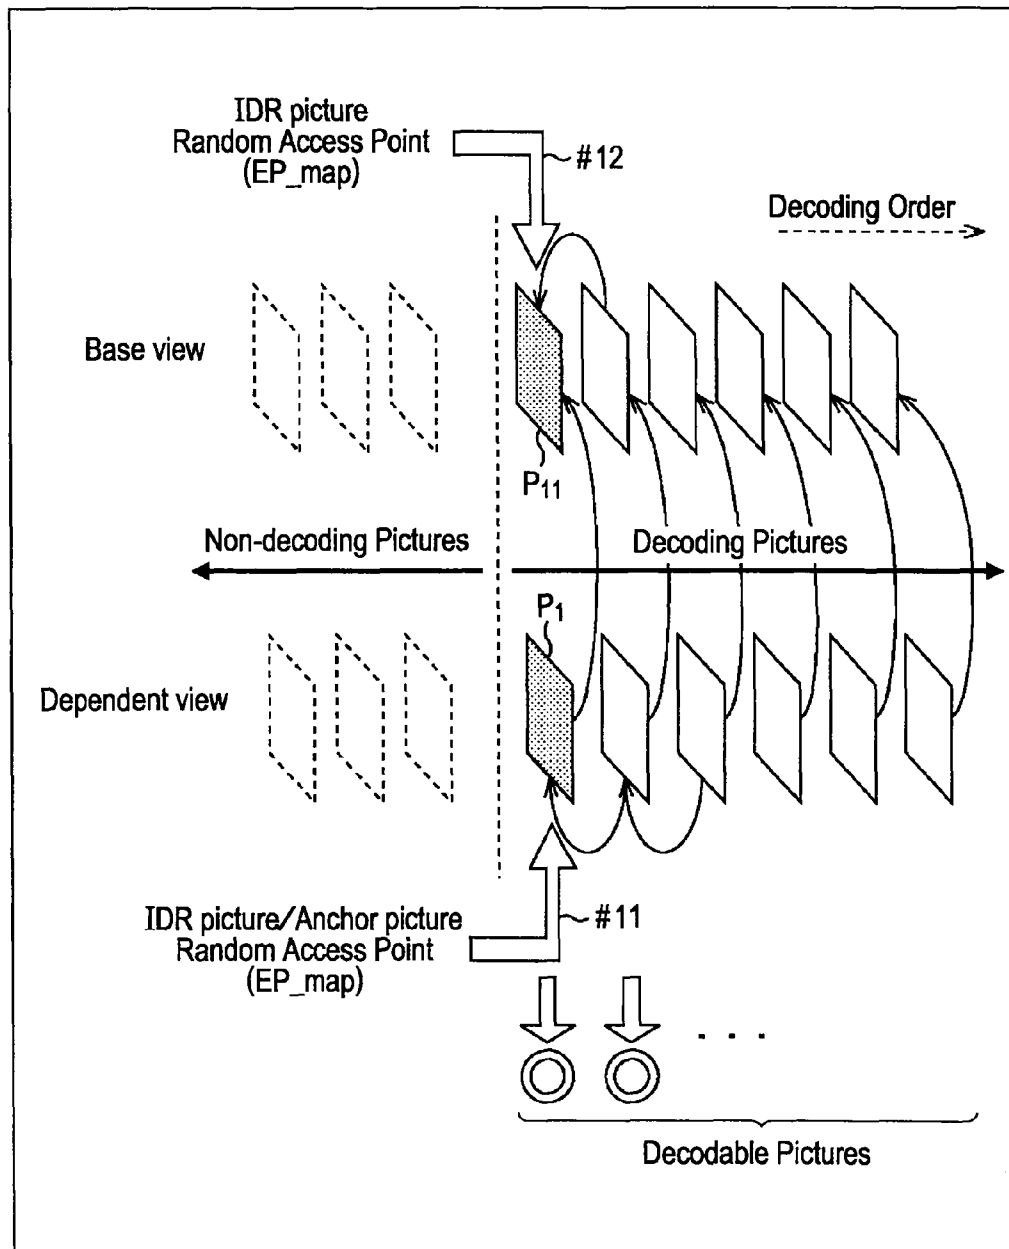 IDR picture
Random Access Point
(EP_map)
#12
Decoding Order
Base view
P11
Non-decoding Pictures
Decoding Pictures
P1
Dependent view
IDR picture/Anchor picture
Random Access Point
(EP_map)
#11
. . .
Decodable Pictures